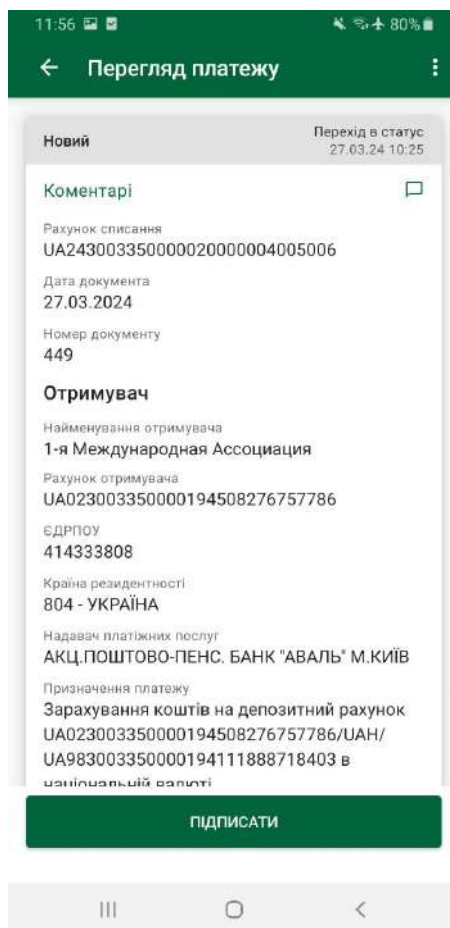 11:56 80%
Перегляд платежу
Новий
Перехід в статус
27.03.24 10:25
Коментарі
Рахунок списання
UA243003350000020000004005006
Дата документа
27.03.2024
Номер документу
449
Отримувач
Найменування отримувача
1-я Международная Ассоциация
Рахунок отримувача
UA023003350000194508276757786
ЄДРПОУ
414333808
Країна резидентності
804 - УКРАЇНА
Надавач платіжних послуг
АКЦ.ПОШТОВО-ПЕНС. БАНК "АВАЛЬ" М.КИЇВ
Призначення платежу
Зарахування коштів на депозитний рахунок
UA023003350000194508276757786/UAH/
UA983003350000194111888718403 в
національній валюті
ПІДПИСАТИ